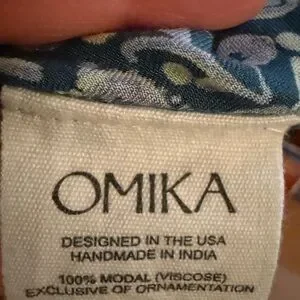 OMIKA
DESIGNED IN THE USA
HANDMADE IN INDIA
100% MODAL (VISCOSE)
EXCLUSIVE OF ORNAMENTATION